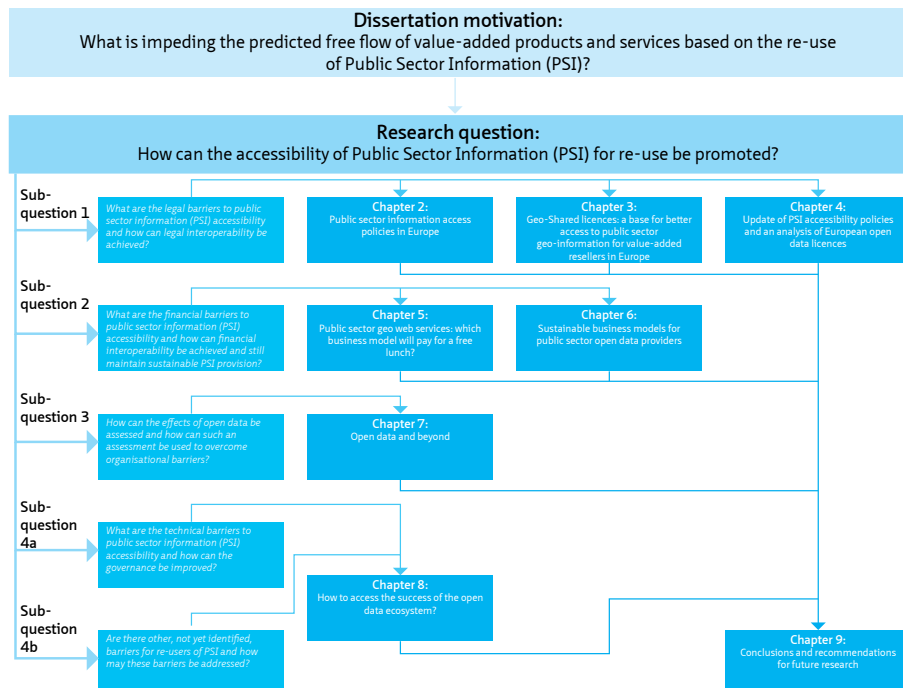 Dissertation motivation:
What is impeding the predicted free flow of value-added products and services based on the re-use
of Public Sector Information (PSI)?
Research question:
How can the accessibility of Public Sector Information (PSI) for re-use be promoted?
Sub-
question 1
What are the legal barriers to public
sector information (PSI) accessibility
and how can legal interoperability be
achieved?
Chapter 2:
Public sector information access
policies in Europe
Chapter 3:
Geo-Shared licences: a base for better
access to public sector
geo-information for value-added
resellers in Europe
Chapter 4:
Update of PSI accessibility policies
and an analysis of European open
data licences
Sub-
question 2
What are the financial barriers to
public sector information (PSI)
accessibility and how can financial
interoperability be achieved and still
maintain sustainable PSI provision?
Chapter 5:
Public sector geo web services: which
business model will pay for a free
lunch?
Chapter 6:
Sustainable business models for
public sector open data providers
Sub-
question 3
How can the effects of open data be
assessed and how can such an
assessment be used to overcome
organisational barriers?
Chapter 7:
Open data and beyond
Sub-
question
4a
What are the technical barriers to
public sector information (PSI)
accessibility and how can the
governance be improved?
Chapter 8:
How to access the success of the open
data ecosystem?
Sub-
question
4b
Are there other, not yet identified,
barriers for re-users of PSI and how
may these barriers be addressed?
Chapter 9:
Conclusions and recommendations
for future research